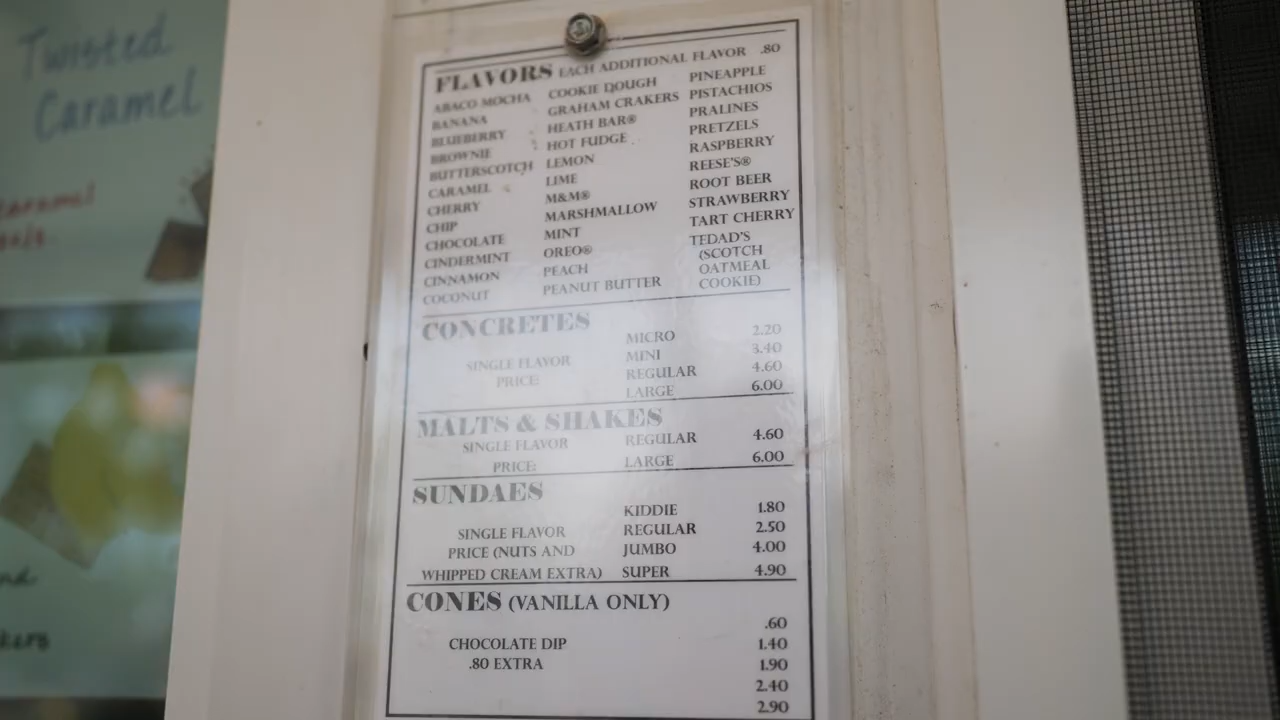 Twisted
Caramel
Caramel
FLAVORS EACH ADDITIONAL FLAVOR .80
ABACO MOCHA
BANANA
BLUEBERRY
BROWNIE
BUTTERSCOTCH
CARAMEL
CHERRY
CHIP
CHOCOLATE
CINDERMINT
CINNAMON
COCONUT
COOKIE DOUGH
GRAHAM CRAKERS
HEATH BAR®
HOT FUDGE
LEMON
LIME
M&M®
MARSHMALLOW
MINT
OREO®
PEACH
PEANUT BUTTER
PINEAPPLE
PISTACHIOS
PRALINES
PRETZELS
RASPBERRY
REESE'S®
ROOT BEER
STRAWBERRY
TART CHERRY
TEDAD'S
(SCOTCH
OATMEAL
COOKIE)
CONCRETES
SINGLE FLAVOR
PRICE:
MICRO 2.20
MINI 3.40
REGULAR 4.60
LARGE 6.00
MALTS & SHAKES
SINGLE FLAVOR REGULAR 4.60
PRICE: LARGE 6.00
SUNDAES
KIDDIE 1.80
SINGLE FLAVOR REGULAR 2.50
PRICE (NUTS AND JUMBO 4.00
WHIPPED CREAM EXTRA) SUPER 4.90
CONES (VANILLA ONLY)
.60
CHOCOLATE DIP 1.40
.80 EXTRA 1.90
2.40
2.90